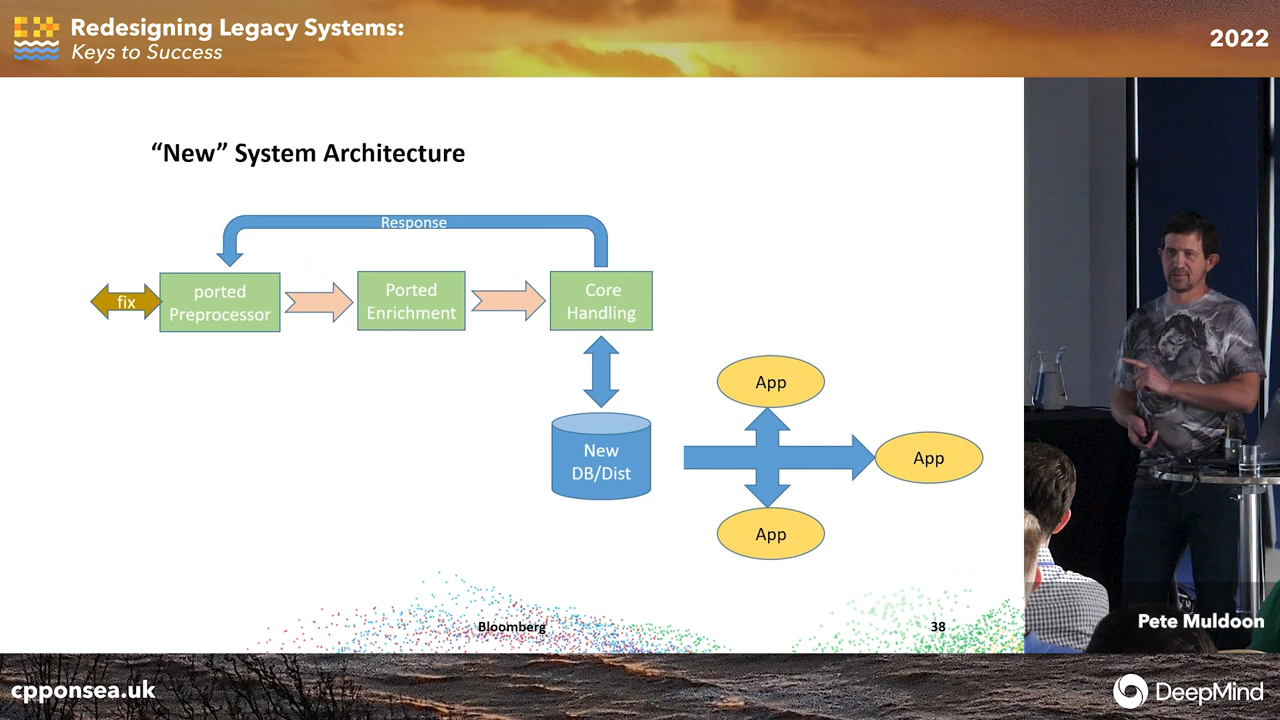 Redesigning Legacy Systems:
Keys to Success
2022
“New” System Architecture
Response
fix
ported
Preprocessor
Ported
Enrichment
Core
Handling
New
DB/Dist
App
App
App
Bloomberg
38
Pete Muldoon
cpponsea.uk
DeepMind